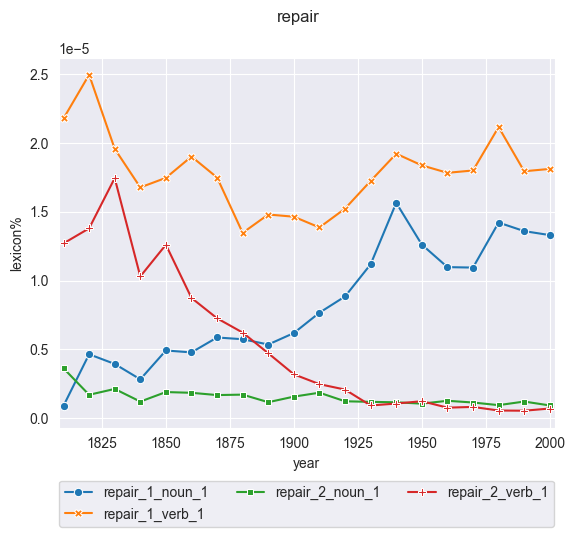 repair
1e−5
2.5
2.0
1.5
1.0
0.5
0.0
lexicon%
1825 1850 1875 1900 1925 1950 1975 2000
year
repair_1_noun_1 repair_2_noun_1 repair_2_verb_1
repair_1_verb_1